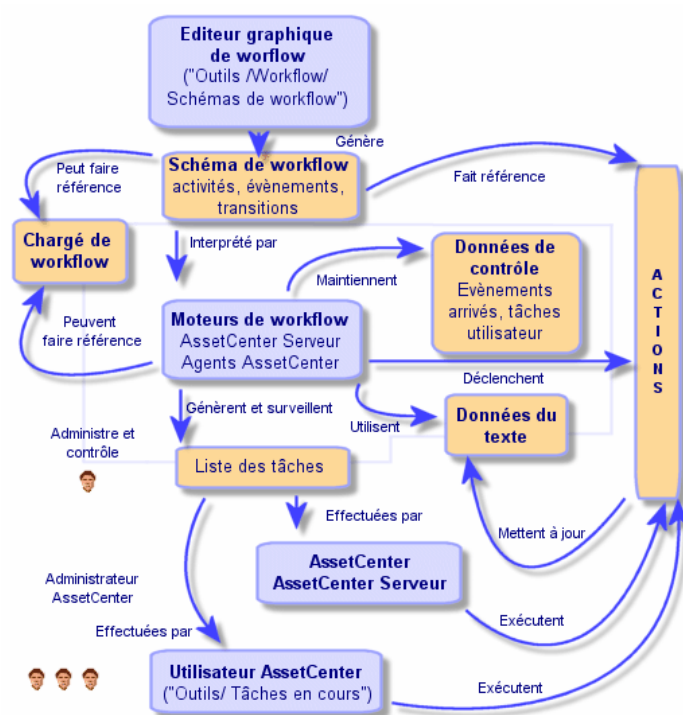 Editeur graphique
de worflow
("Outils /Workflow/
Schémas de workflow")
Génère
Peut faire
référence
Schéma de workflow
activités, évènements,
transitions
Fait référence
Chargé de
workflow
Interprété par
Données de
contrôle
Evènements
arrivés, tâches
utilisateur
Maintiennent
ACTIONS
Peuvent
faire référence
Moteurs de workflow
AssetCenter Serveur
Agents AssetCenter
Déclenchent
Génèrent et surveillent
Utilisent
Données du
texte
Administre et
contrôle
Liste des tâches
Effectuées par
Mettent à jour
AssetCenter
AssetCenter Serveur
Administrateur
AssetCenter
Exécutent
Effectuées par
Utilisateur AssetCenter
("Outils/ Tâches en cours")
Exécutent